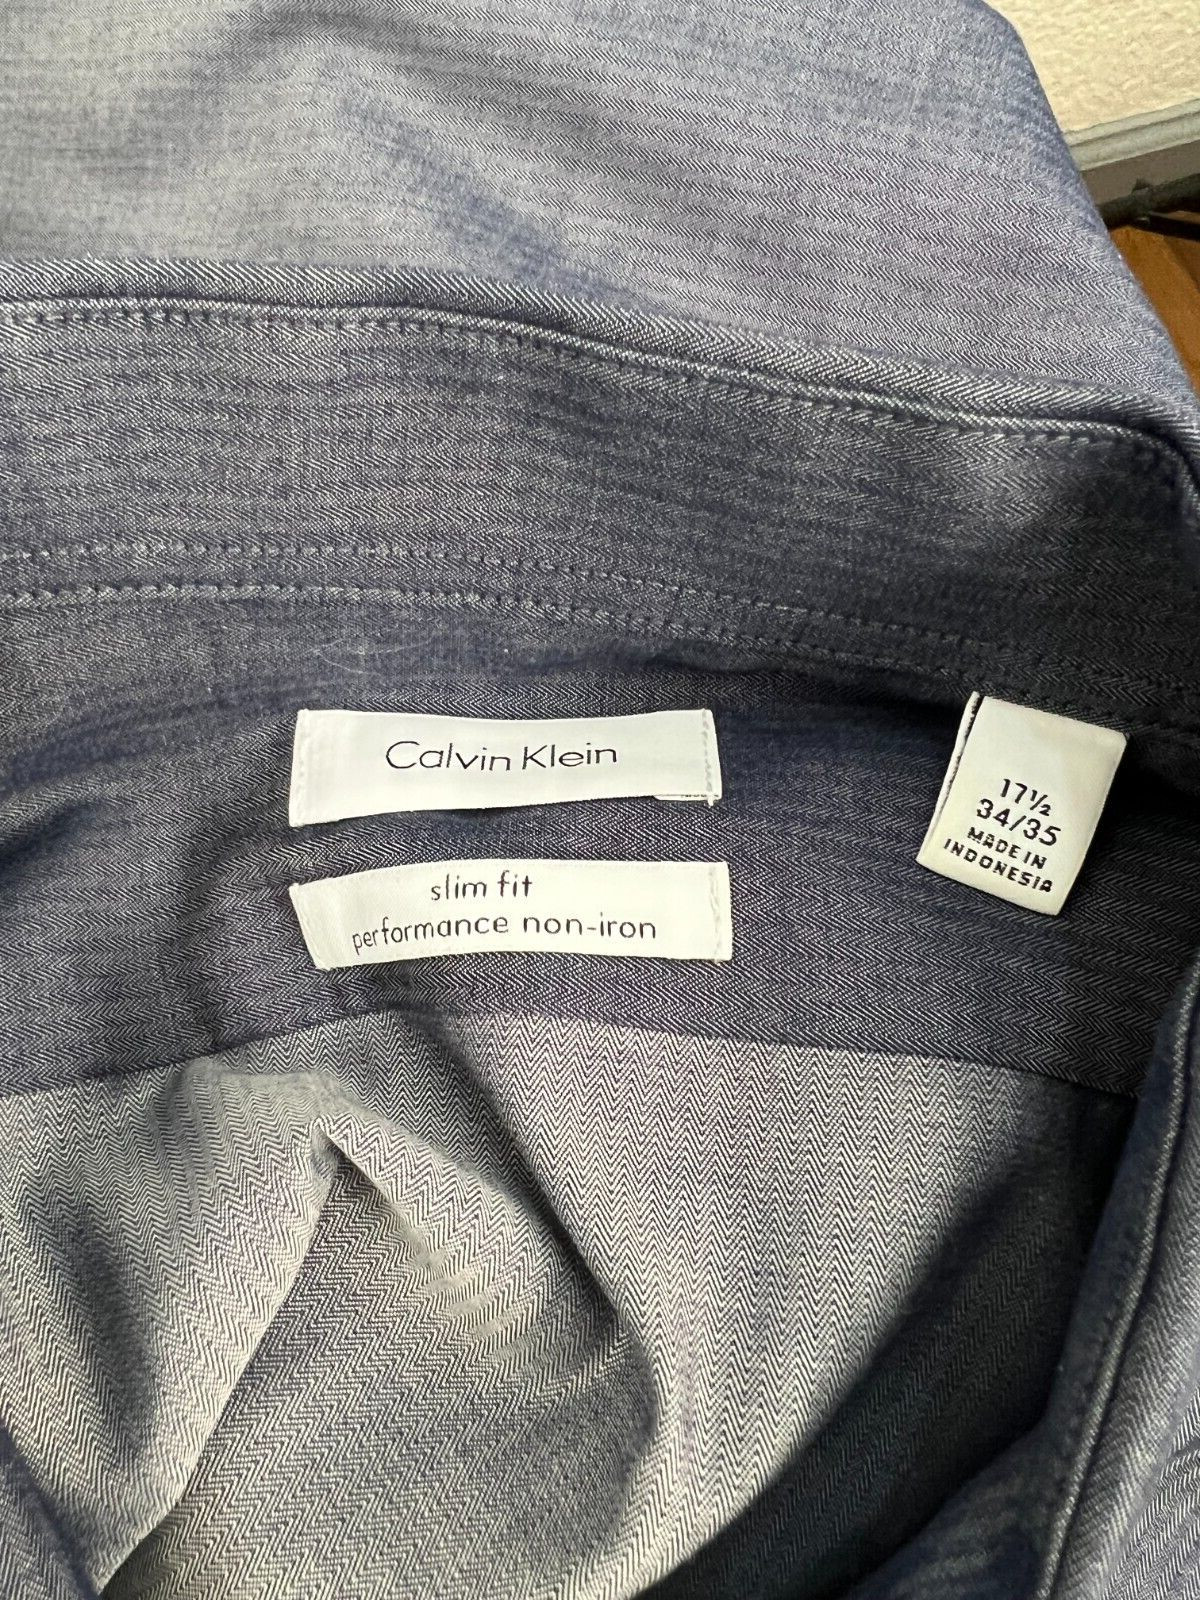 Calvin Klein
slim fit
performance non-iron
17½
34/35
MADE IN
INDONESIA